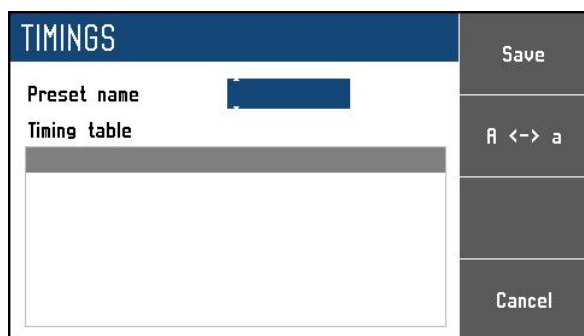 TIMINGS
Save
Preset name
Timing table
A <-> a
Cancel